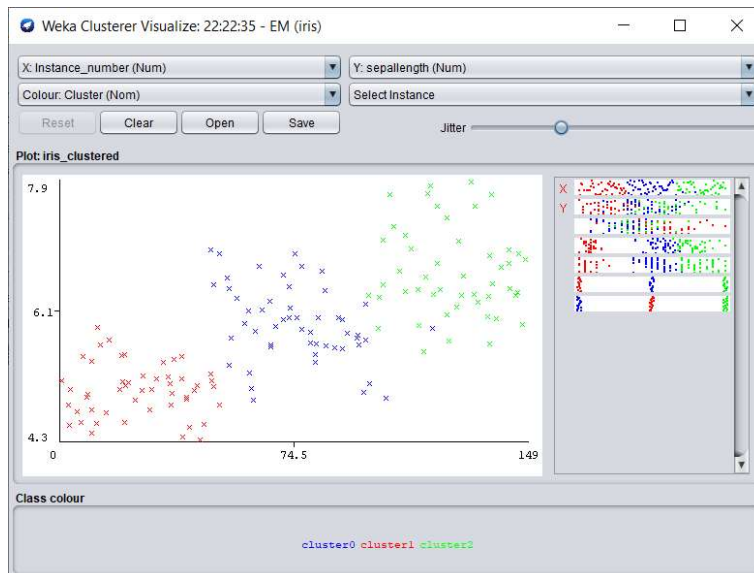 Weka Clusterer Visualize: 22:22:35 - EM (iris)
X: Instance_number (Num) Y: sepallength (Num)
Colour: Cluster (Nom) Select Instance
Reset Clear Open Save Jitter
Plot: iris_clustered
7.9
6.1
4.3
0 74.5 149
X
Y
Class colour
cluster0 cluster1 cluster2